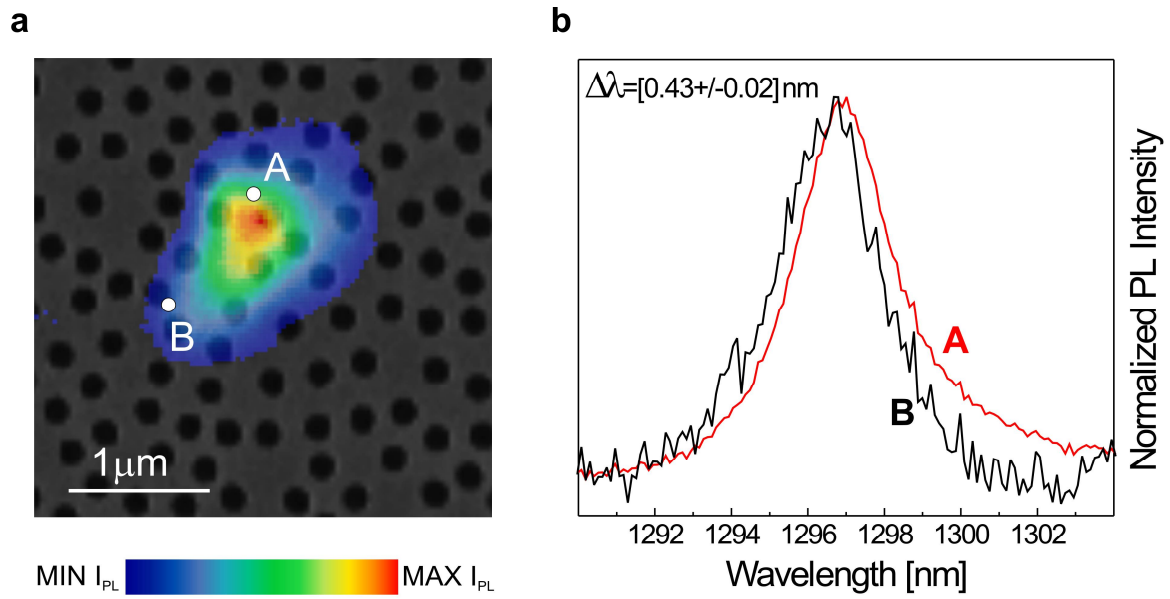 a
b
A
B
1μm
MIN I_PL
MAX I_PL
Δλ=[0.43+/-0.02] nm
A
B
1292 1294 1296 1298 1300 1302
Wavelength [nm]
Normalized PL Intensity